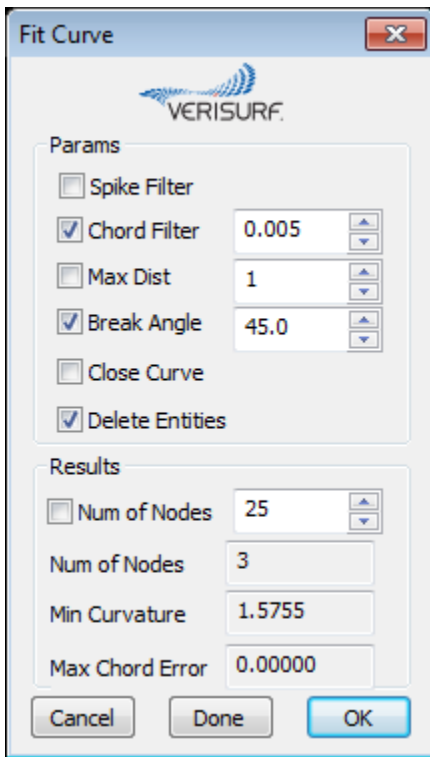 Fit Curve
VERISURF.
Params
Spike Filter
Chord Filter 0.005
Max Dist 1
Break Angle 45.0
Close Curve
Delete Entities
Results
Num of Nodes 25
Num of Nodes 3
Min Curvature 1.5755
Max Chord Error 0.00000
Cancel Done OK